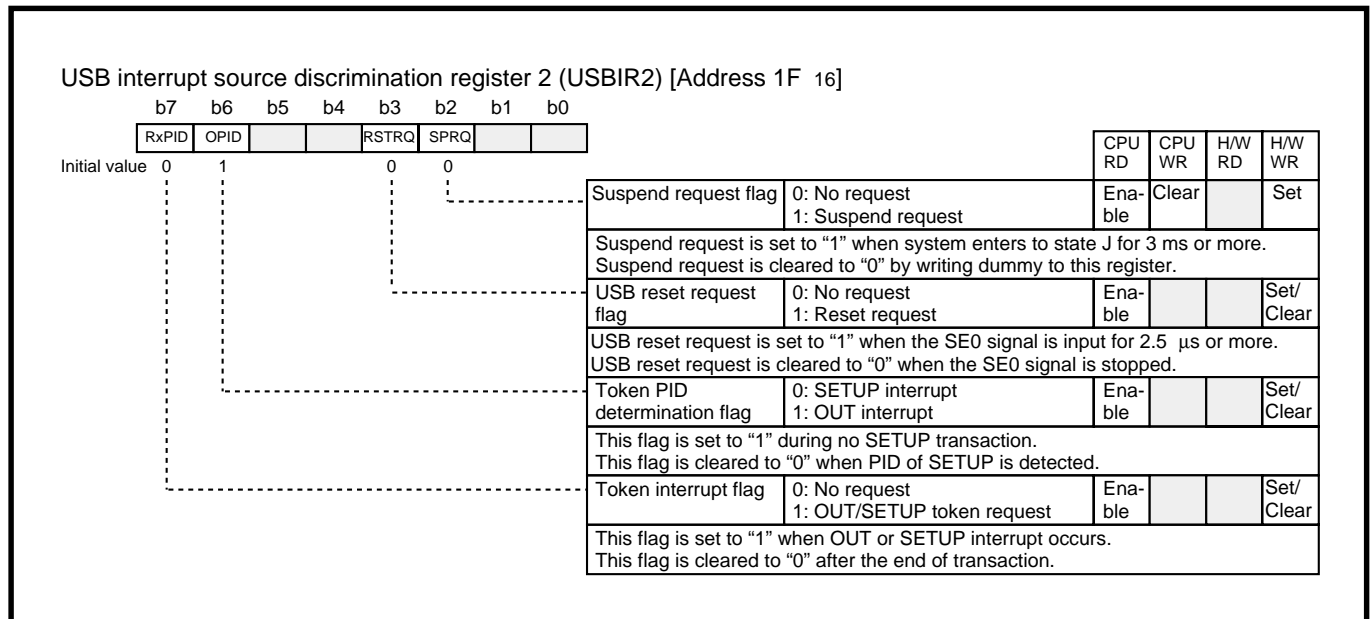 USB interrupt source discrimination register 2 (USBIR2) [Address 1F 16]
b7 b6 b5 b4 b3 b2 b1 b0
RxPID OPID RSTRQ SPRQ
Initial value 0 1 0 0
CPU RD CPU WR H/W RD H/W WR
Suspend request flag 0: No request Ena- Clear Set
1: Suspend request ble
Suspend request is set to “1” when system enters to state J for 3 ms or more.
Suspend request is cleared to “0” by writing dummy to this register.
USB reset request 0: No request Ena- Set/
flag 1: Reset request ble Clear
USB reset request is set to “1” when the SE0 signal is input for 2.5 μs or more.
USB reset request is cleared to “0” when the SE0 signal is stopped.
Token PID 0: SETUP interrupt Ena- Set/
determination flag 1: OUT interrupt ble Clear
This flag is set to “1” during no SETUP transaction.
This flag is cleared to “0” when PID of SETUP is detected.
Token interrupt flag 0: No request Ena- Set/
1: OUT/SETUP token request ble Clear
This flag is set to “1” when OUT or SETUP interrupt occurs.
This flag is cleared to “0” after the end of transaction.